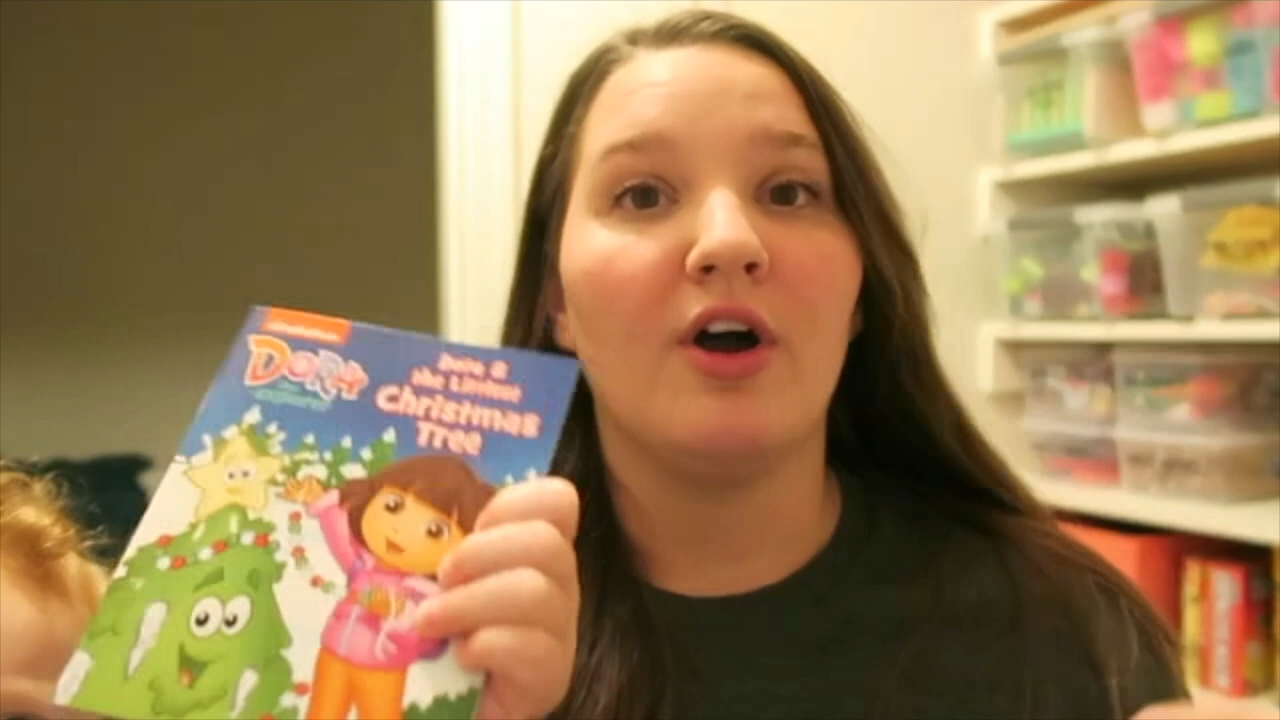 nickelodeon
DORA
the EXPLORER
Dora &
the Littlest
Christmas
Tree